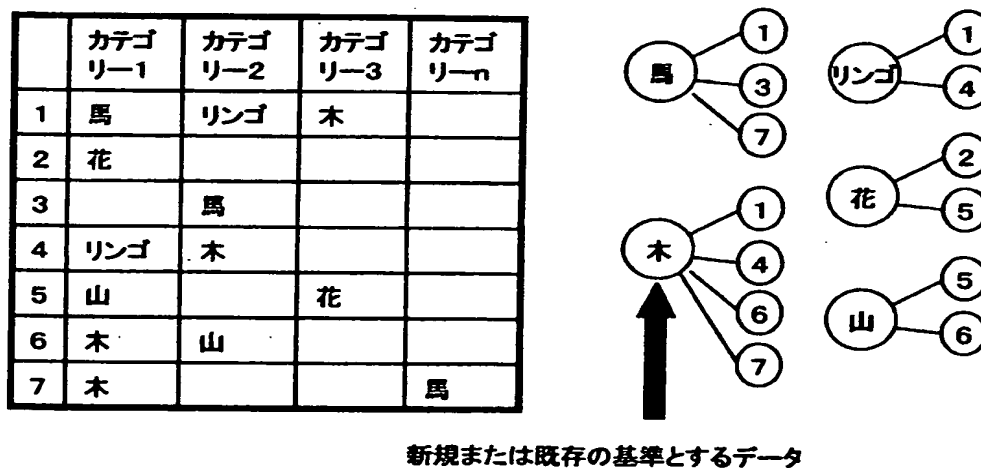 カテゴ カテゴ カテゴ カテゴ
リー1 リー2 リー3 リーn
1 馬 リンゴ 木
2 花
3 馬
4 リンゴ 木
5 山 花
6 木 山
7 木 馬
馬 1 3 7
リンゴ 1 4
木 1 4 6 7
花 2 5
山 5 6
新規または既存の基準とするデータ